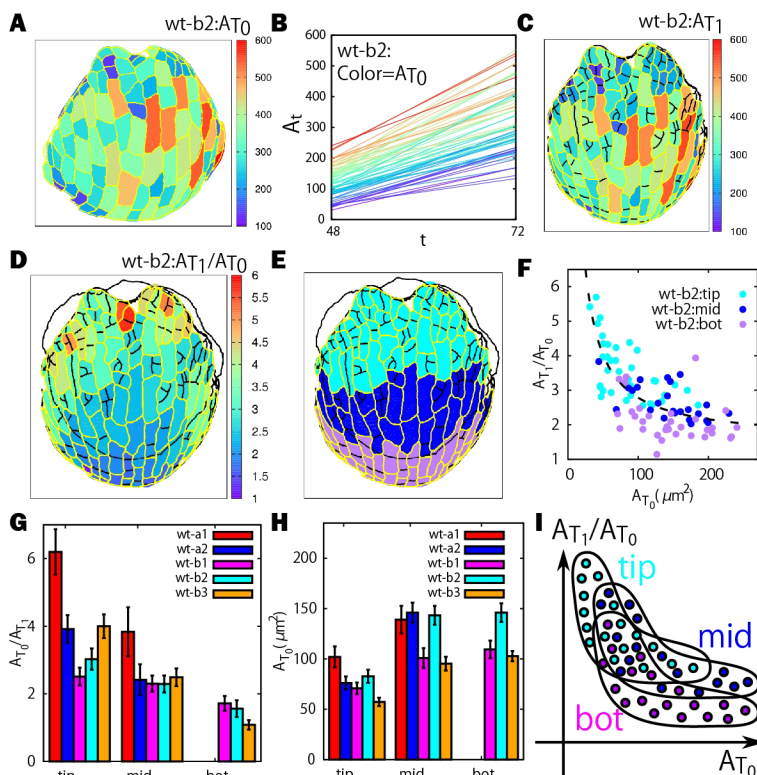 A
wt-b2:AT0
600
500
400
300
200
100
B
wt-b2:
Color=AT0
At
600
500
400
300
200
100
0
48
t
72
C
wt-b2:AT1
600
500
400
300
200
100
D
wt-b2:AT1/AT0
6
5.5
5
4.5
4
3.5
3
2.5
2
1.5
1
E
F
wt-b2:tip
wt-b2:mid
wt-b2:bot
AT1/AT0
6
5
4
3
2
1
0
100
200
AT0(μm²)
G
wt-a1
wt-a2
wt-b1
wt-b2
wt-b3
AT0/AT1
6
4
2
0
tip
mid
bot
H
wt-a1
wt-a2
wt-b1
wt-b2
wt-b3
AT0(μm²)
200
150
100
50
0
tip
mid
bot
I
AT1/AT0
tip
mid
bot
AT0